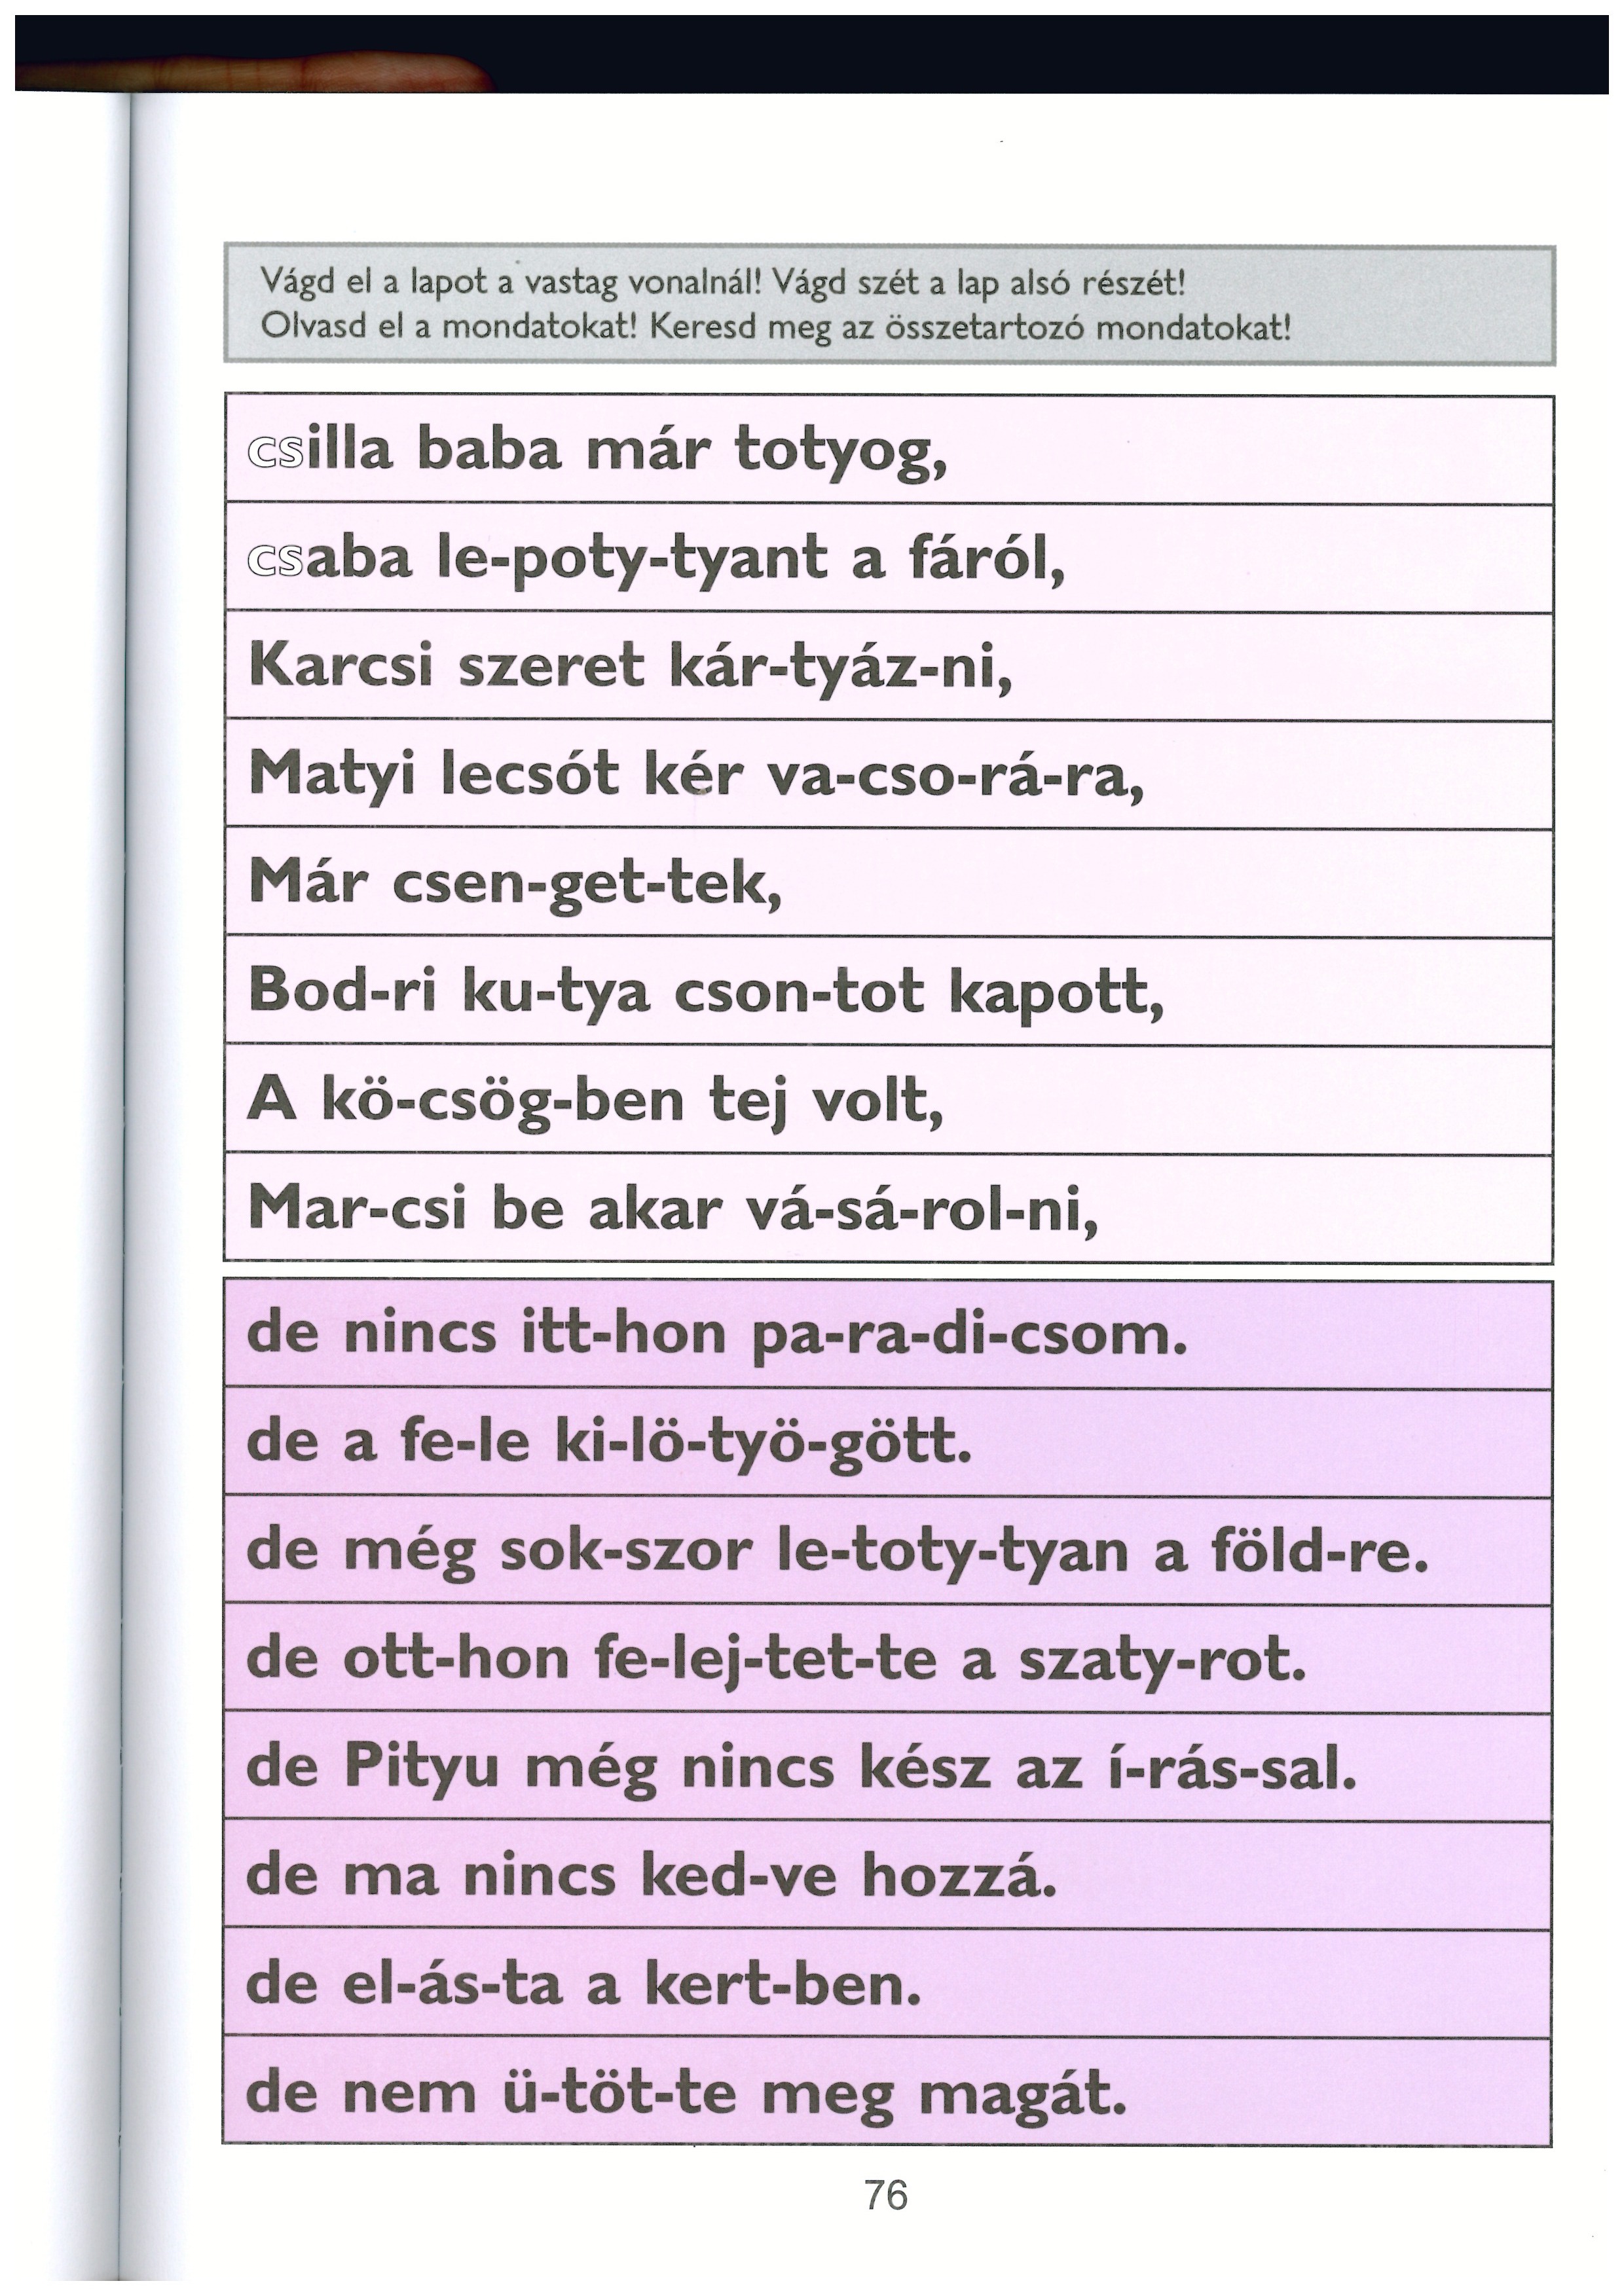 Vágd el a lapot a vastag vonalnál! Vágd szét a lap alsó részét!
Olvasd el a mondatokat! Keresd meg az összetartozó mondatokat!
csilla baba már totyog,
csaba le-poty-tyant a fáról,
Karcsi szeret kár-tyáz-ni,
Matyi lecsót kér va-cso-rá-ra,
Már csen-get-tek,
Bod-ri ku-tya cson-tot kapott,
A kö-csög-ben tej volt,
Mar-csi be akar vá-sá-rol-ni,
de nincs itt-hon pa-ra-di-csom.
de a fe-le ki-lö-työ-gött.
de még sok-szor le-toty-tyan a föld-re.
de ott-hon fe-lej-tet-te a szaty-rot.
de Pityu még nincs kész az í-rás-sal.
de ma nincs ked-ve hozzá.
de el-ás-ta a kert-ben.
de nem ü-töt-te meg magát.
76